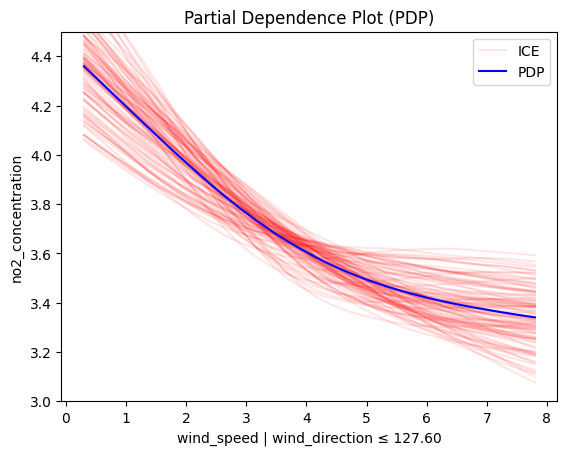 Partial Dependence Plot (PDP)
ICE
PDP
no2_concentration
4.4
4.2
4.0
3.8
3.6
3.4
3.2
3.0
0 1 2 3 4 5 6 7 8
wind_speed | wind_direction ≤ 127.60